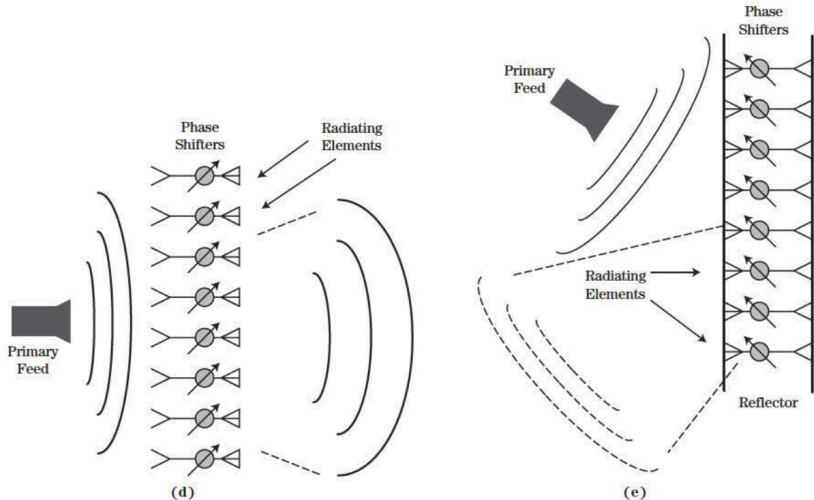 Phase
Shifters
Radiating
Elements
Primary
Feed
(d)
Phase
Shifters
Primary
Feed
Radiating
Elements
Reflector
(e)